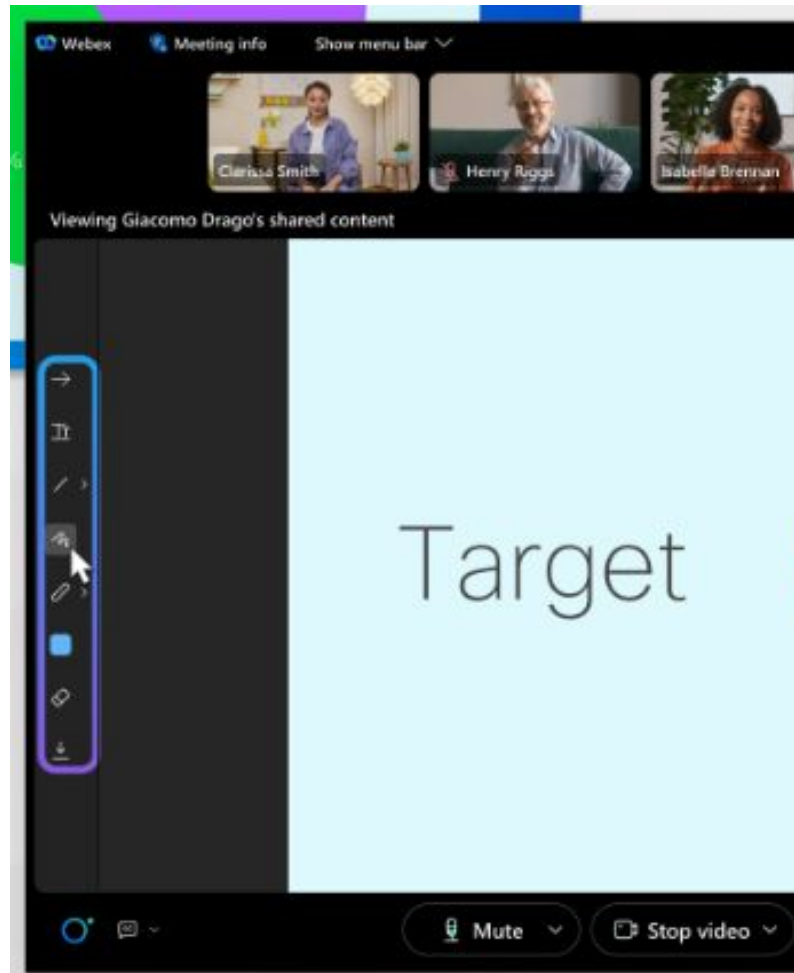 Webex Meeting info Show menu bar
Clarissa Smith Henry Riggs Isabella Brennan
Viewing Giacomo Drago's shared content
Target
Mute Stop video